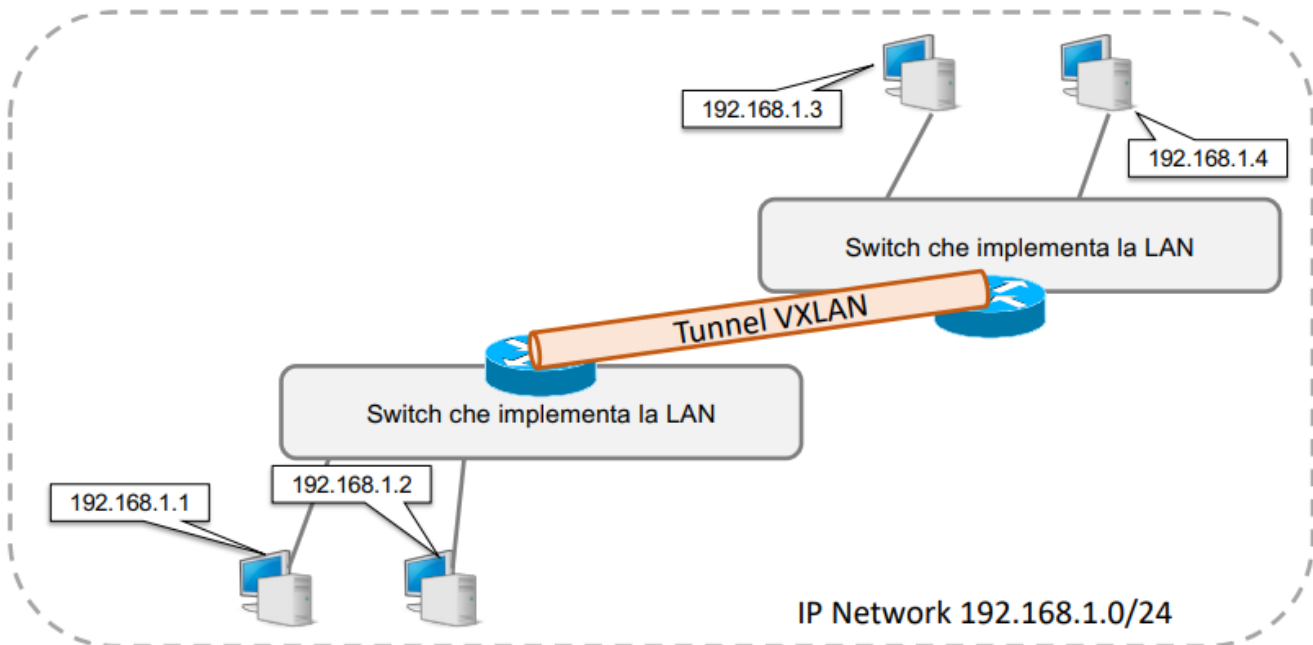 192.168.1.3
192.168.1.4
Switch che implementa la LAN
Tunnel VXLAN
Switch che implementa la LAN
192.168.1.1
192.168.1.2
IP Network 192.168.1.0/24